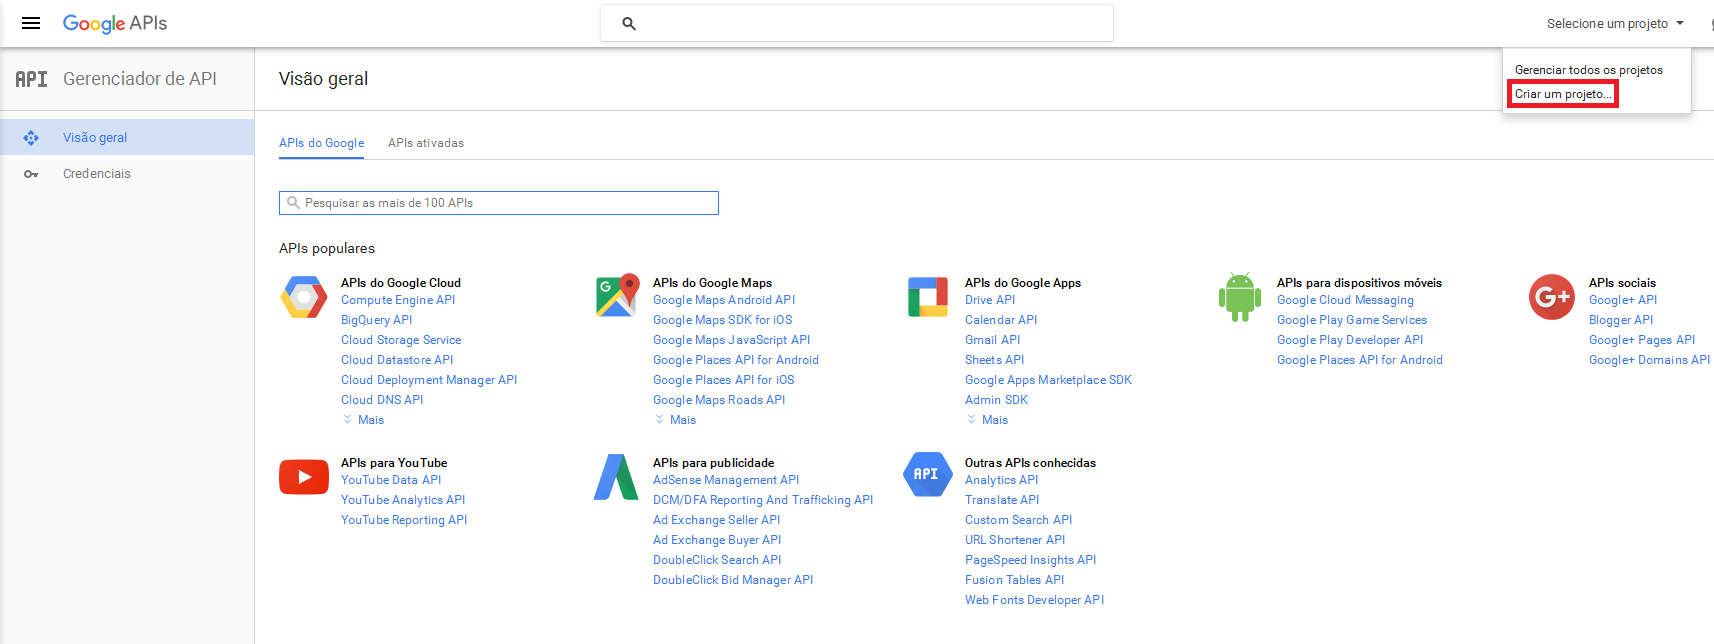 Google APIs
Selecione um projeto
Gerenciar todos os projetos
Criar um projeto...
API Gerenciador de API
Visão geral
Credenciais
Visão geral
APIs do Google
APIs ativadas
Pesquisar as mais de 100 APIs
APIs populares
APIs do Google Cloud
Compute Engine API
BigQuery API
Cloud Storage Service
Cloud Datastore API
Cloud Deployment Manager API
Cloud DNS API
Mais
G
APIs do Google Maps
Google Maps Android API
Google Maps SDK for iOS
Google Maps JavaScript API
Google Places API for Android
Google Places API for iOS
Google Maps Roads API
Mais
APIs do Google Apps
Drive API
Calendar API
Gmail API
Sheets API
Google Apps Marketplace SDK
Admin SDK
Mais
APIs para dispositivos móveis
Google Cloud Messaging
Google Play Game Services
Google Play Developer API
Google Places API for Android
G+
APIs sociais
Google+ API
Blogger API
Google+ Pages API
Google+ Domains API
APIs para YouTube
YouTube Data API
YouTube Analytics API
YouTube Reporting API
APIs para publicidade
AdSense Management API
DCM/DFA Reporting And Trafficking API
Ad Exchange Seller API
Ad Exchange Buyer API
DoubleClick Search API
DoubleClick Bid Manager API
API
Outras APIs conhecidas
Analytics API
Translate API
Custom Search API
URL Shortener API
PageSpeed Insights API
Fusion Tables API
Web Fonts Developer API